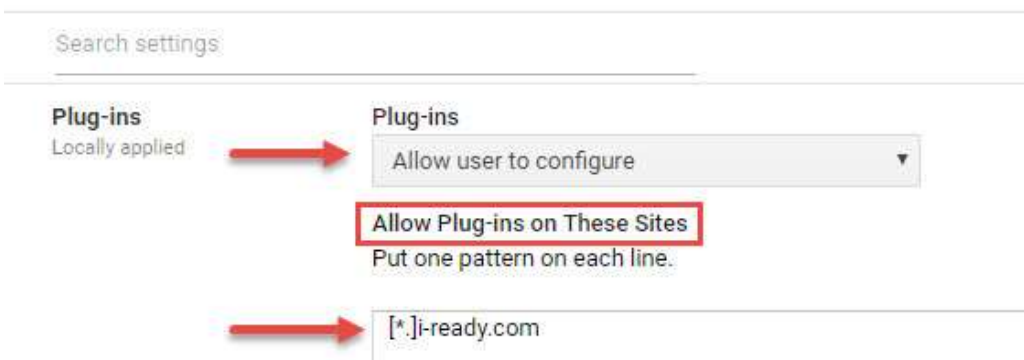 Search settings
Plug-ins
Locally applied
Plug-ins
Allow user to configure
Allow Plug-ins on These Sites
Put one pattern on each line.
[*.]i-ready.com